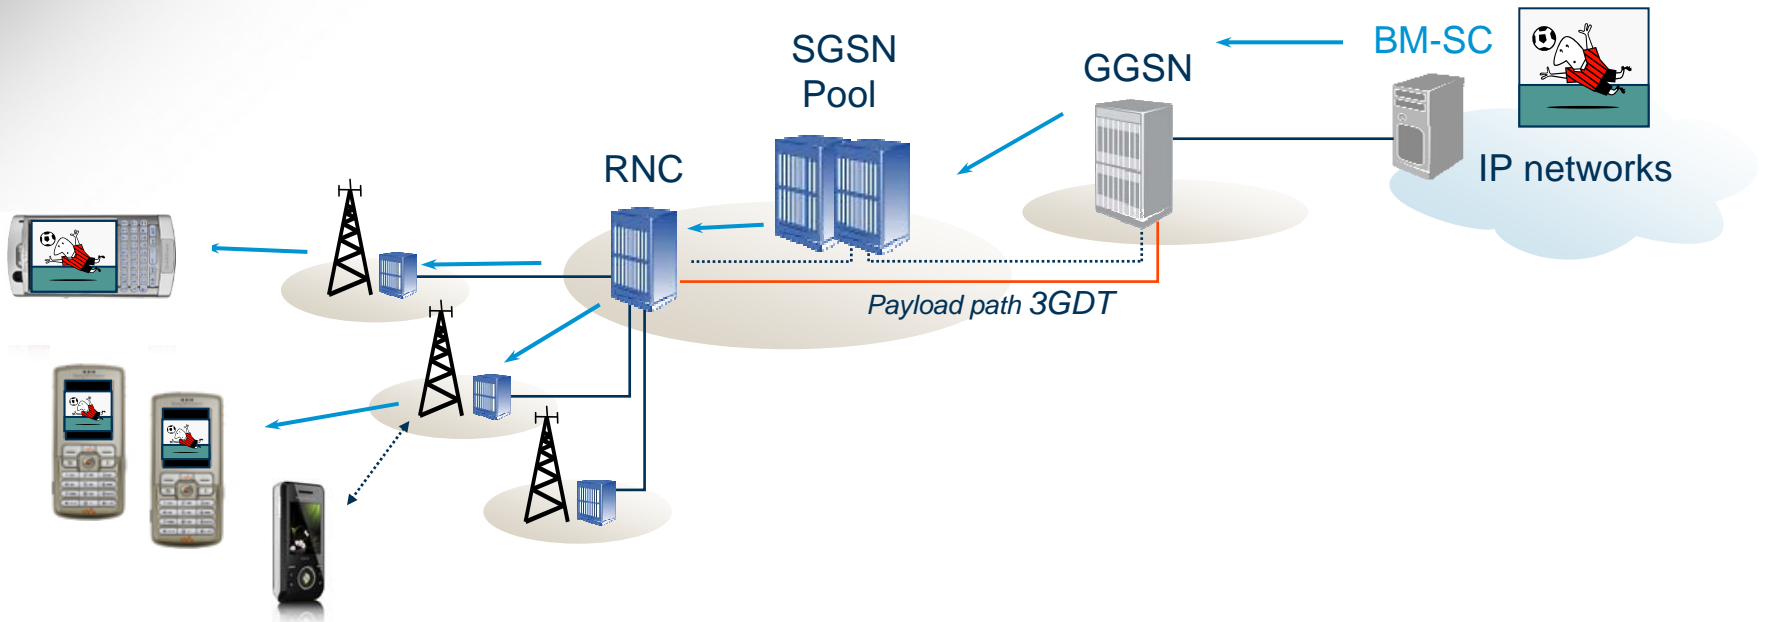 BM-SC
SGSN
Pool
GGSN
RNC
IP networks
Payload path 3GDT